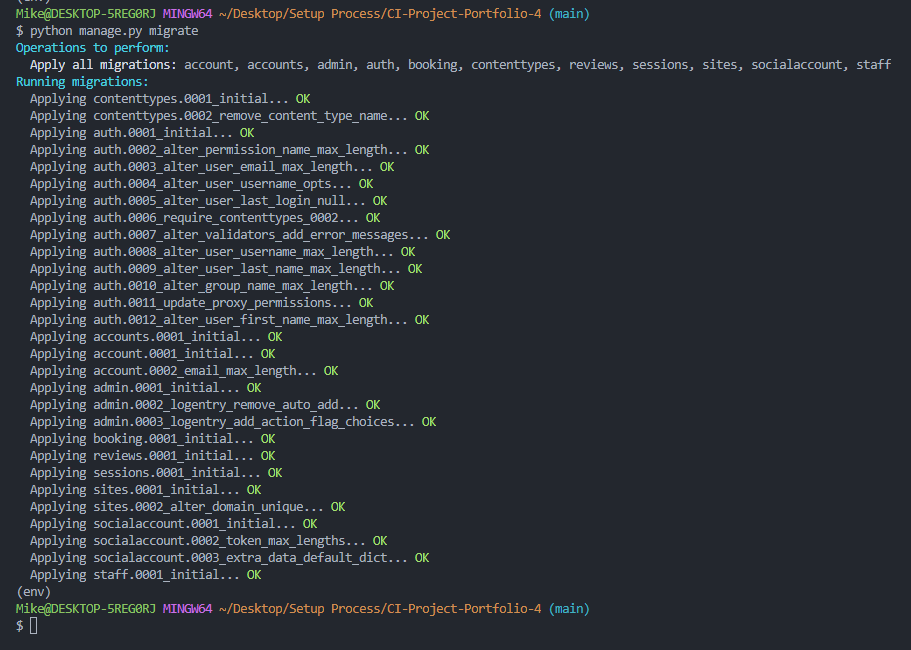 Mike@DESKTOP-5REG0RJ MINGW64 ~/Desktop/Setup Process/CI-Project-Portfolio-4 (main)
$ python manage.py migrate
Operations to perform:
  Apply all migrations: account, accounts, admin, auth, booking, contenttypes, reviews, sessions, sites, socialaccount, staff
Running migrations:
  Applying contenttypes.0001_initial... OK
  Applying contenttypes.0002_remove_content_type_name... OK
  Applying auth.0001_initial... OK
  Applying auth.0002_alter_permission_name_max_length... OK
  Applying auth.0003_alter_user_email_max_length... OK
  Applying auth.0004_alter_user_username_opts... OK
  Applying auth.0005_alter_user_last_login_null... OK
  Applying auth.0006_require_contenttypes_0002... OK
  Applying auth.0007_alter_validators_add_error_messages... OK
  Applying auth.0008_alter_user_username_max_length... OK
  Applying auth.0009_alter_user_last_name_max_length... OK
  Applying auth.0010_alter_group_name_max_length... OK
  Applying auth.0011_update_proxy_permissions... OK
  Applying auth.0012_alter_user_first_name_max_length... OK
  Applying accounts.0001_initial... OK
  Applying account.0001_initial... OK
  Applying account.0002_email_max_length... OK
  Applying admin.0001_initial... OK
  Applying admin.0002_logentry_remove_auto_add... OK
  Applying admin.0003_logentry_add_action_flag_choices... OK
  Applying booking.0001_initial... OK
  Applying reviews.0001_initial... OK
  Applying sessions.0001_initial... OK
  Applying sites.0001_initial... OK
  Applying sites.0002_alter_domain_unique... OK
  Applying socialaccount.0001_initial... OK
  Applying socialaccount.0002_token_max_lengths... OK
  Applying socialaccount.0003_extra_data_default_dict... OK
  Applying staff.0001_initial... OK
(env)
Mike@DESKTOP-5REG0RJ MINGW64 ~/Desktop/Setup Process/CI-Project-Portfolio-4 (main)
$